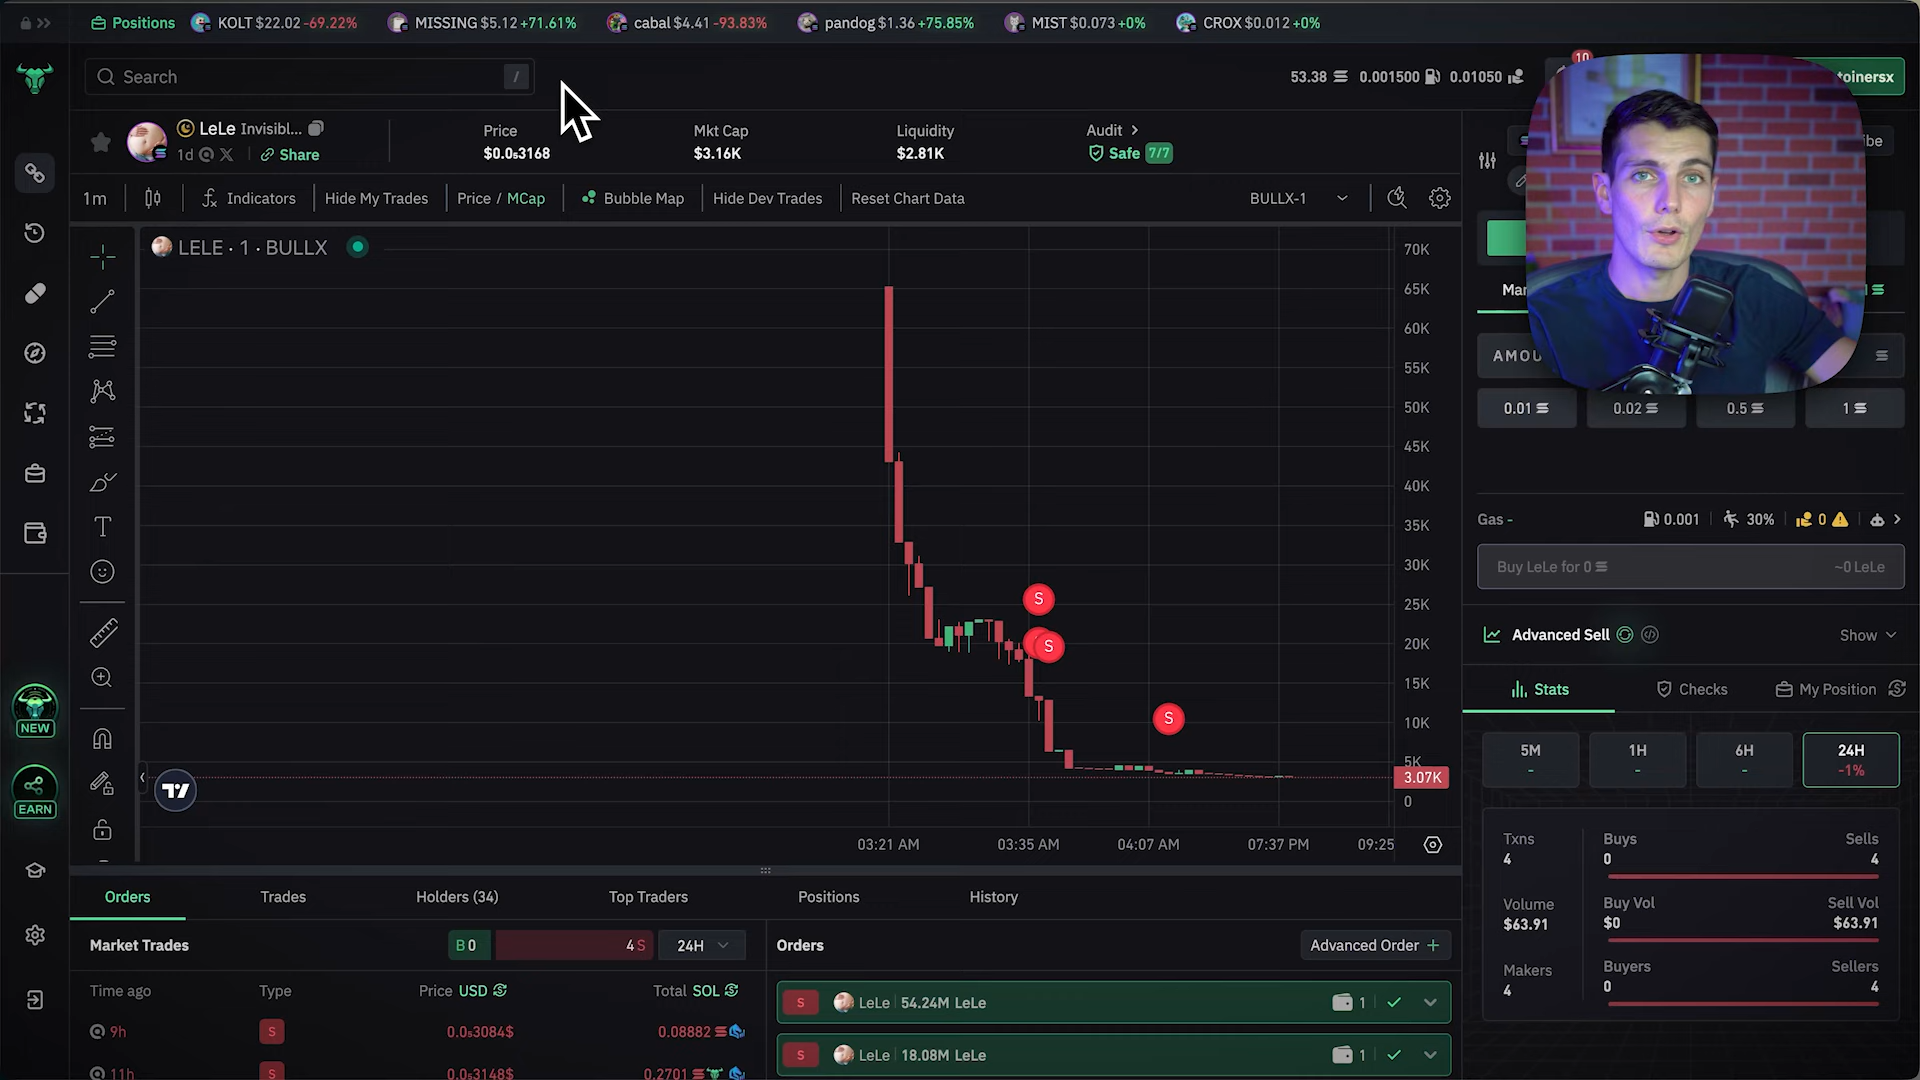 Positions KOLT $22.02 -69.22% MISSING $5.12 +71.61% cabal $4.41 -93.83% pandog $1.36 +75.85% MIST $0.073 +0% CROX $0.012 +0%
Search /
53.38 0.001500 0.01050 10 toinersx
LeLe Invisibl...
1d Share
Price
$0.0₅3168
Mkt Cap
$3.16K
Liquidity
$2.81K
Audit
Safe 7/7
1m Indicators Hide My Trades Price / MCap Bubble Map Hide Dev Trades Reset Chart Data BULLX-1
LELE · 1 · BULLX
70K
65K
60K
55K
50K
45K
40K
35K
30K
25K
20K
15K
10K
5K
3.07K
0
S
S
S
03:21 AM 03:35 AM 04:07 AM 07:37 PM 09:25
NEW
EARN
T
0.01 0.02 0.5 1
Gas - 0.001 30% 0
Buy LeLe for 0 ~0 LeLe
Advanced Sell Show
Stats Checks My Position
5M 1H 6H 24H
- - - -1%
Txns
4
Buys Sells
0 4
Volume
$63.91
Buy Vol Sell Vol
$0 $63.91
Makers
4
Buyers Sellers
0 4
Orders Trades Holders (34) Top Traders Positions History
Market Trades B 0 4 S 24H
Time ago Type Price USD Total SOL
9h S 0.0₅3084$ 0.08882
11h S 0.0₅3148$ 0.2701
Orders Advanced Order +
S LeLe 54.24M LeLe 1
S LeLe 18.08M LeLe 1